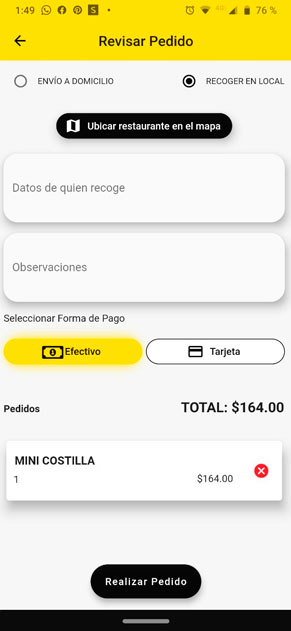 1:49
76 %
Revisar Pedido
ENVÍO A DOMICILIO
RECOGER EN LOCAL
Ubicar restaurante en el mapa
Datos de quien recoge
Observaciones
Seleccionar Forma de Pago
Efectivo
Tarjeta
Pedidos
TOTAL: $164.00
MINI COSTILLA
1
$164.00
Realizar Pedido